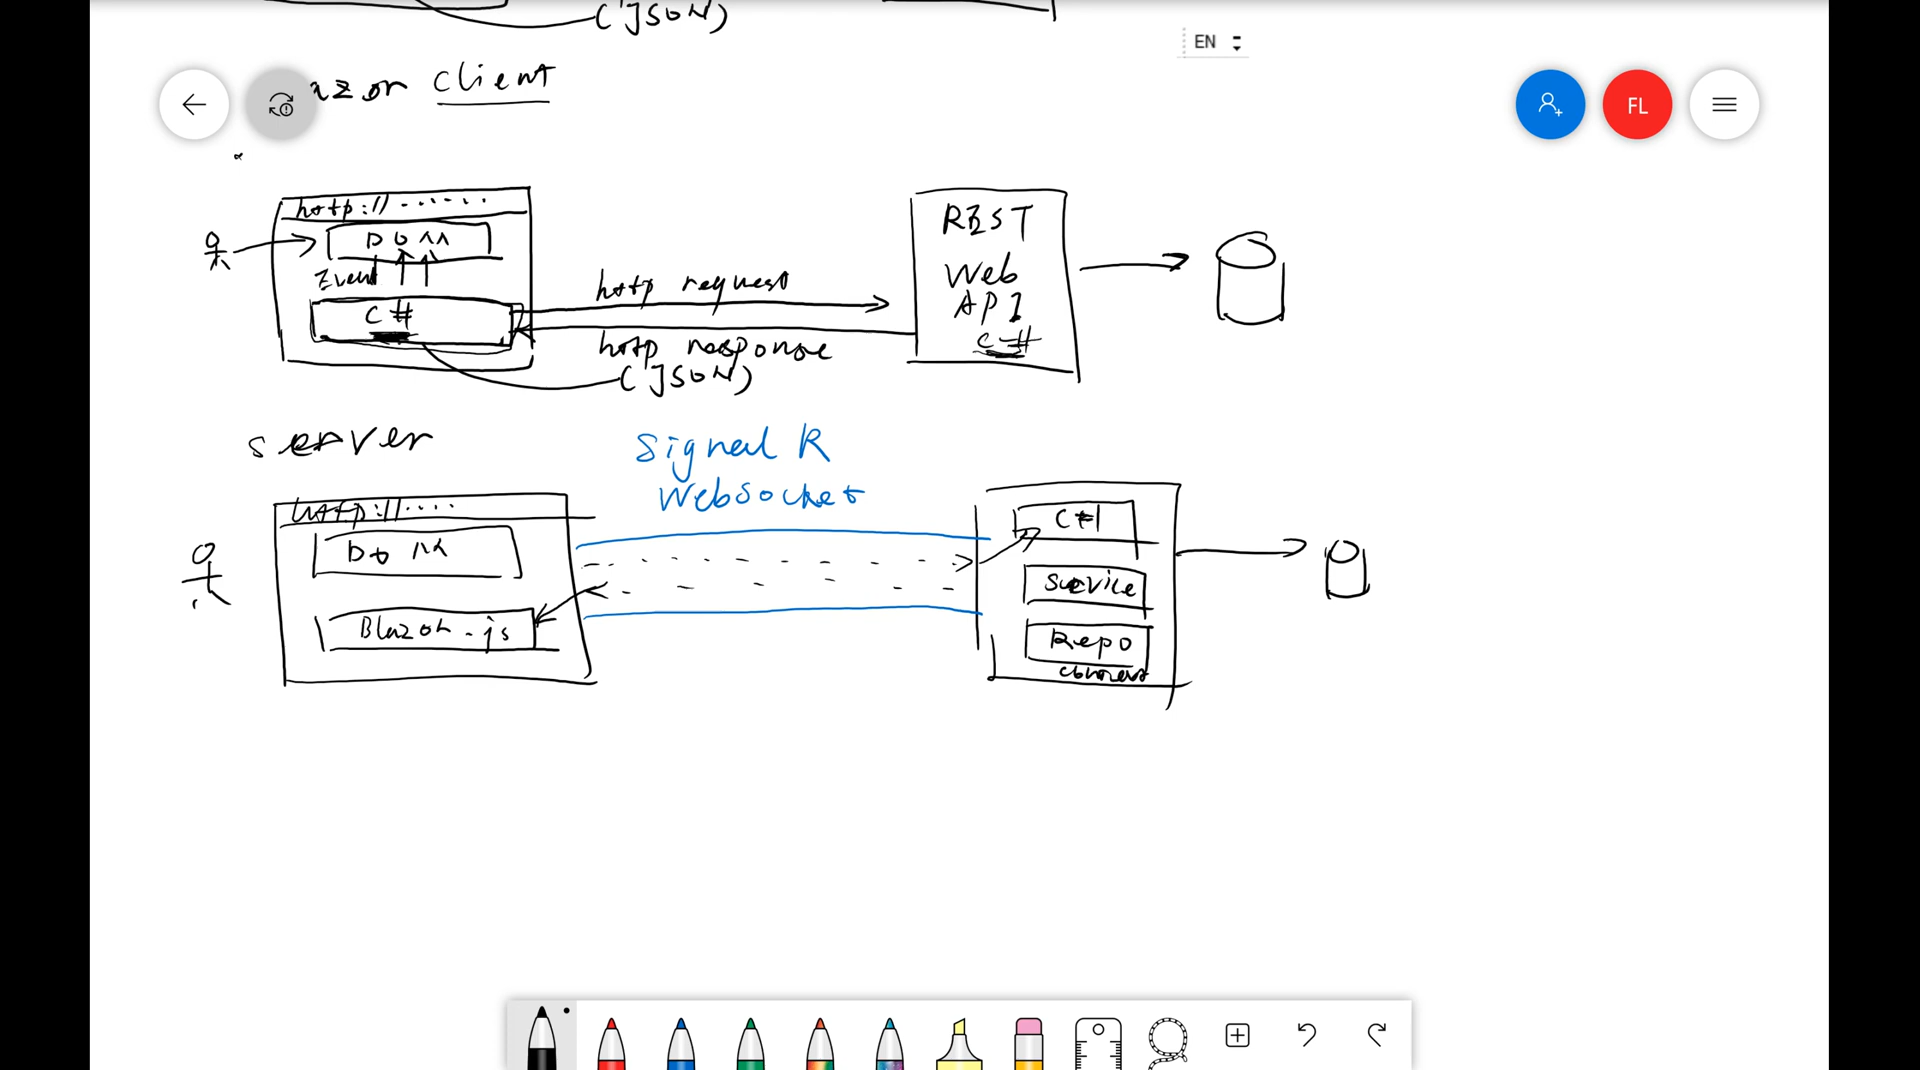 (JSON)
EN
azor client
FL
http://......
DOM
Event
C#
http request
http response
(JSON)
REST
Web
API
C#
server
Signal R
WebSocket
http://....
DOM
Blazor.js
C#
Service
Repo